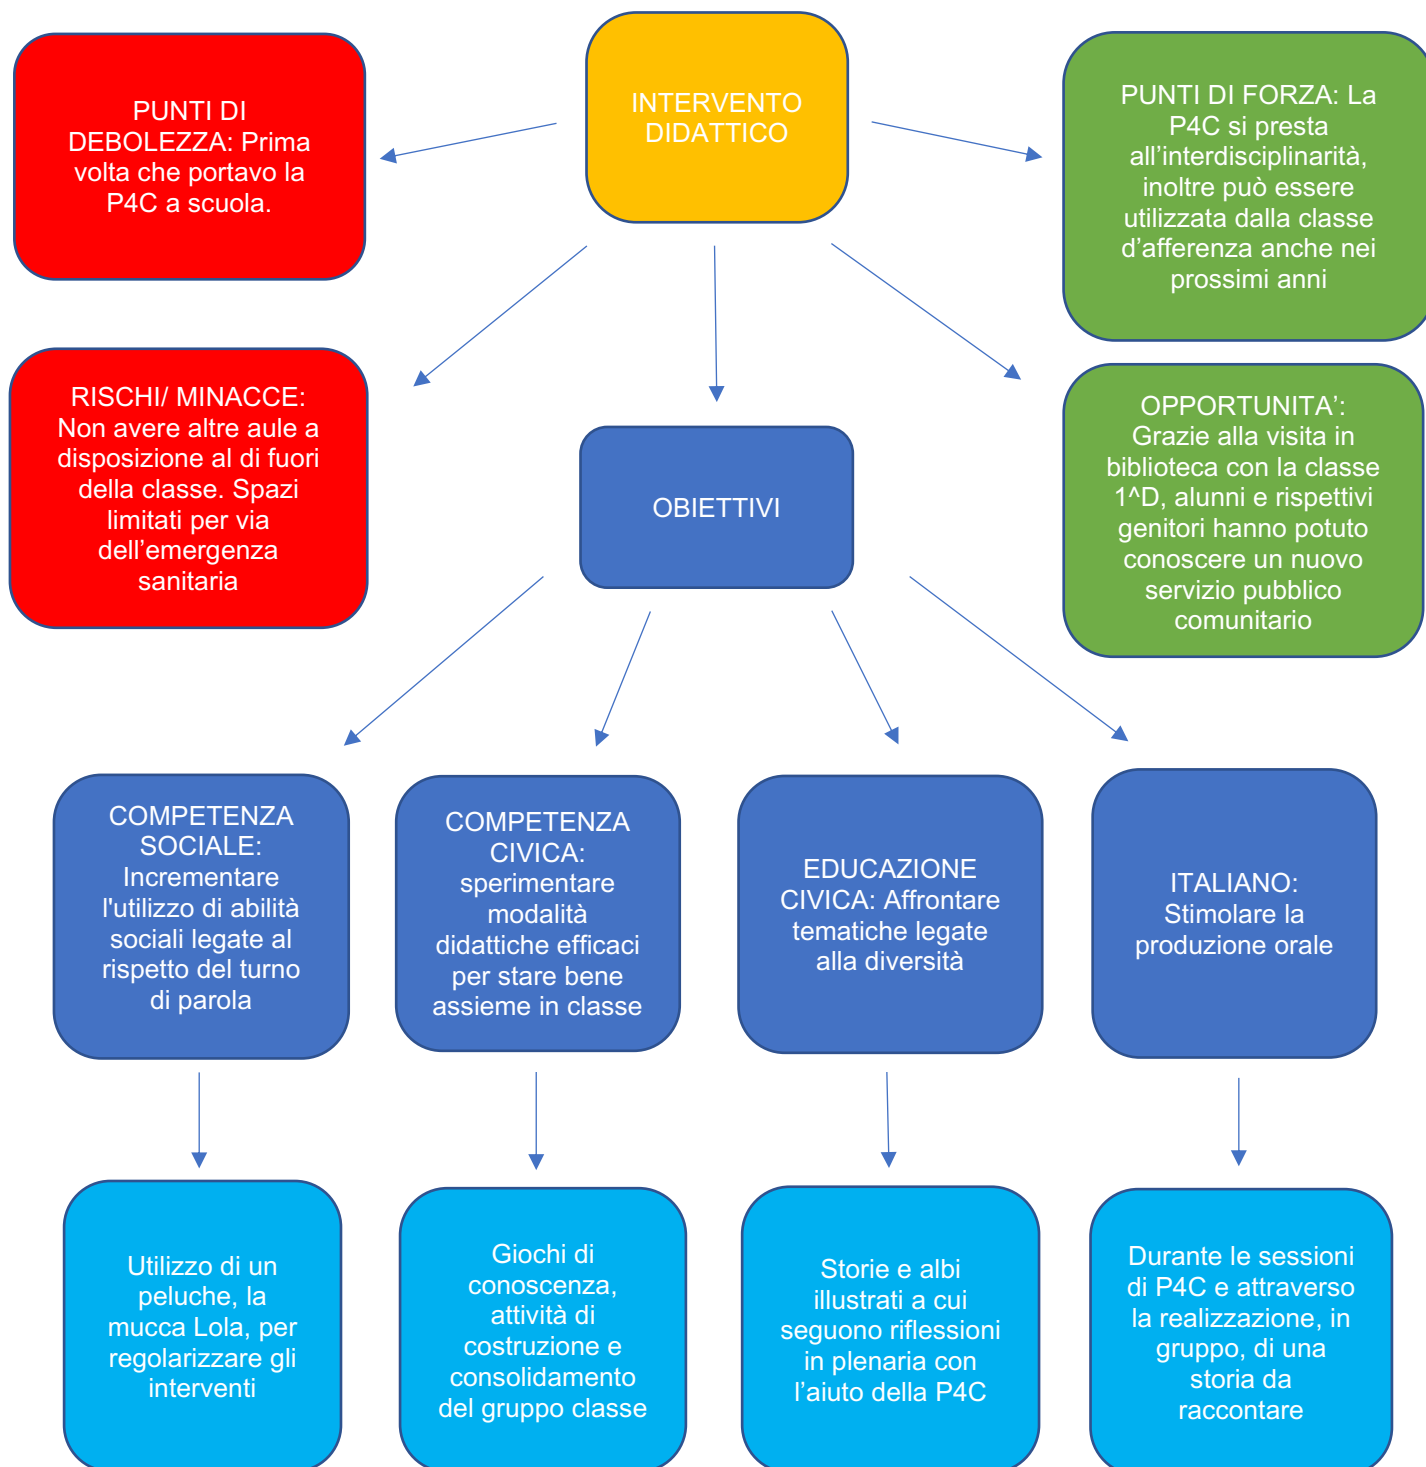 INTERVENTO
DIDATTICO
PUNTI DI
DEBOLEZZA: Prima
volta che portavo la
P4C a scuola.
PUNTI DI FORZA: La
P4C si presta
all’interdisciplinarità,
inoltre può essere
utilizzata dalla classe
d’afferenza anche nei
prossimi anni
RISCHI/ MINACCE:
Non avere altre aule a
disposizione al di fuori
della classe. Spazi
limitati per via
dell’emergenza
sanitaria
OBIETTIVI
OPPORTUNITA’:
Grazie alla visita in
biblioteca con la classe
1^D, alunni e rispettivi
genitori hanno potuto
conoscere un nuovo
servizio pubblico
comunitario
COMPETENZA
SOCIALE:
Incrementare
l'utilizzo di abilità
sociali legate al
rispetto del turno
di parola
COMPETENZA
CIVICA:
sperimentare
modalità
didattiche efficaci
per stare bene
assieme in classe
EDUCAZIONE
CIVICA: Affrontare
tematiche legate
alla diversità
ITALIANO:
Stimolare la
produzione orale
Utilizzo di un
peluche, la
mucca Lola, per
regolarizzare gli
interventi
Giochi di
conoscenza,
attività di
costruzione e
consolidamento
del gruppo classe
Storie e albi
illustrati a cui
seguono riflessioni
in plenaria con
l’aiuto della P4C
Durante le sessioni
di P4C e attraverso
la realizzazione, in
gruppo, di una
storia da
raccontare